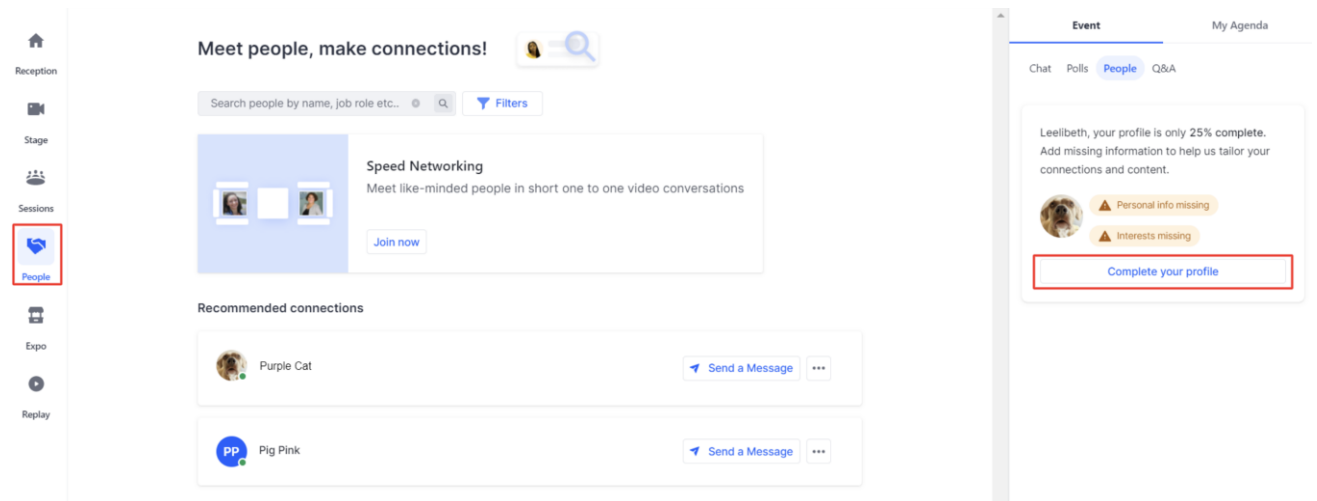 Reception
Stage
Sessions
People
Expo
Replay
Meet people, make connections!
Search people by name, job role etc..
Filters
Speed Networking
Meet like-minded people in short one to one video conversations
Join now
Recommended connections
Purple Cat
Send a Message
PP
Pig Pink
Send a Message
Event
My Agenda
Chat
Polls
People
Q&A
Leelibeth, your profile is only 25% complete.
Add missing information to help us tailor your
connections and content.
Personal info missing
Interests missing
Complete your profile